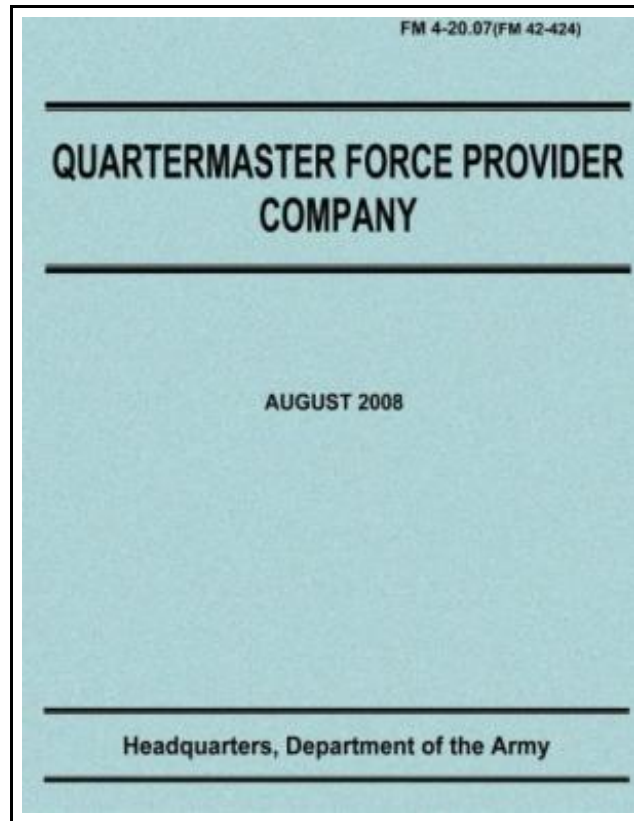 FM 4-20.07(FM 42-424)
QUARTERMASTER FORCE PROVIDER
COMPANY
AUGUST 2008
Headquarters, Department of the Army